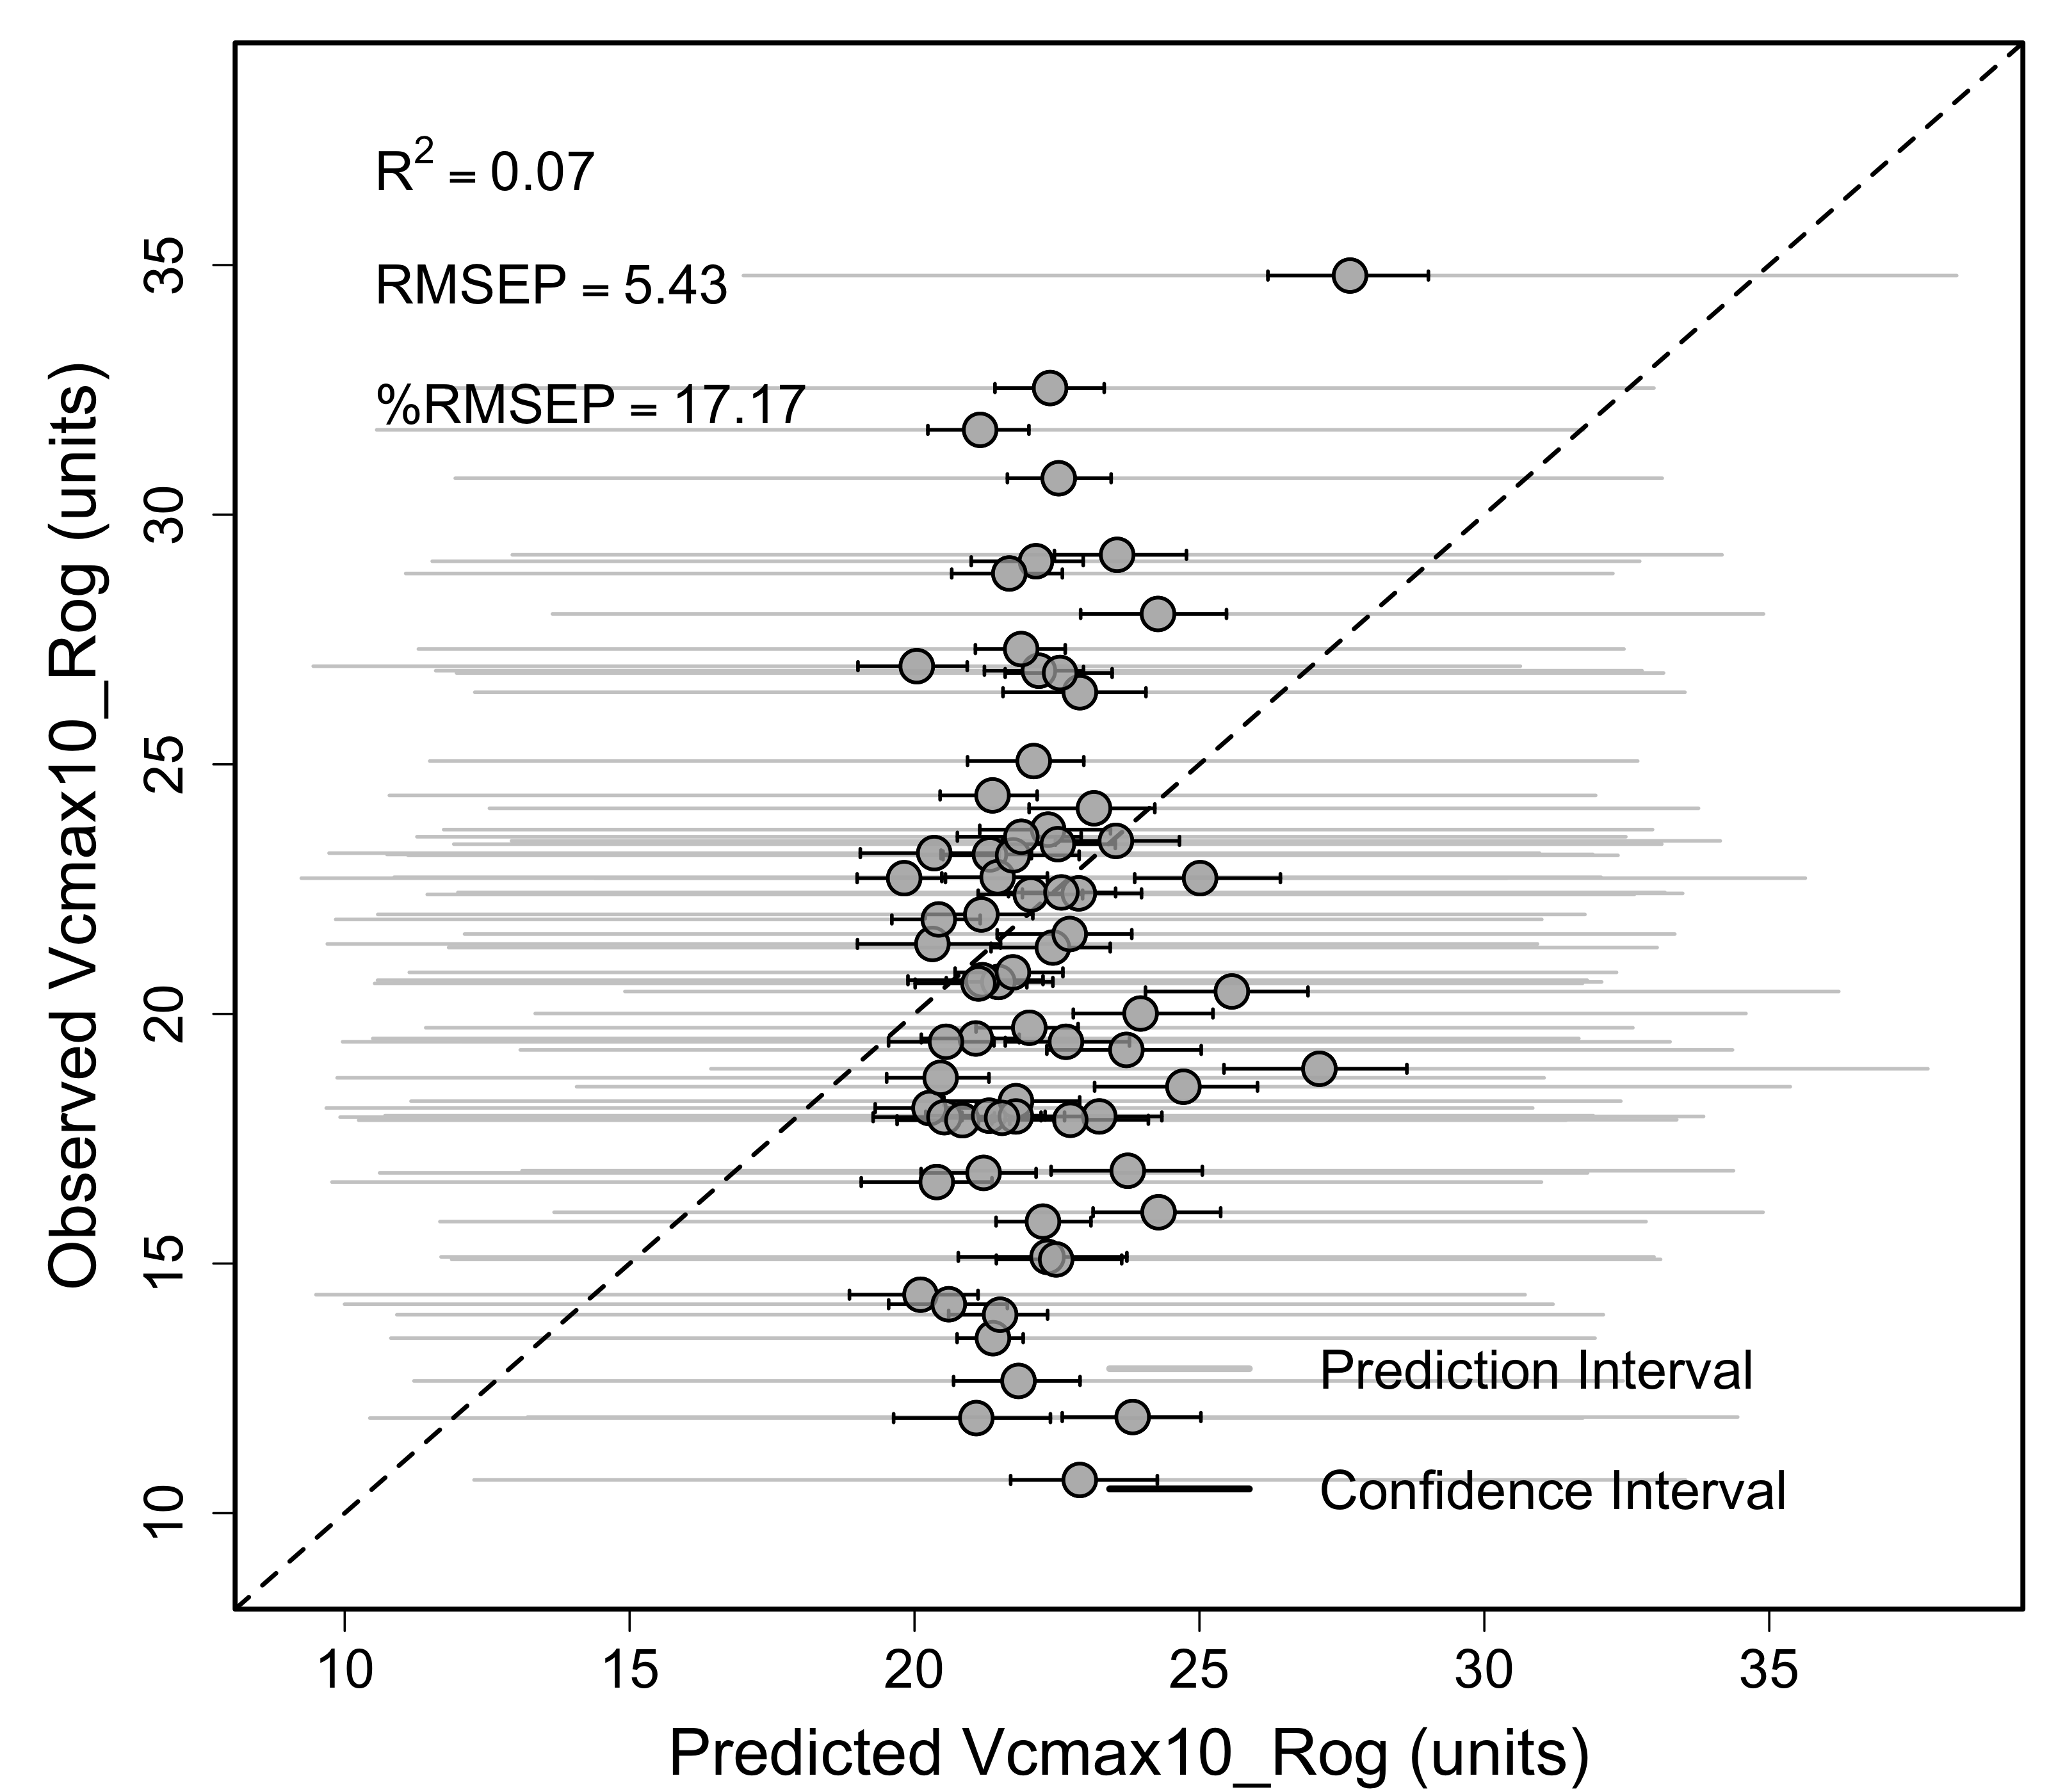 R2 = 0.07
RMSEP = 5.43
%RMSEP = 17.17
Observed Vcmax10_Rog (units)
35
30
25
20
15
10
Prediction Interval
Confidence Interval
10 15 20 25 30 35
Predicted Vcmax10_Rog (units)